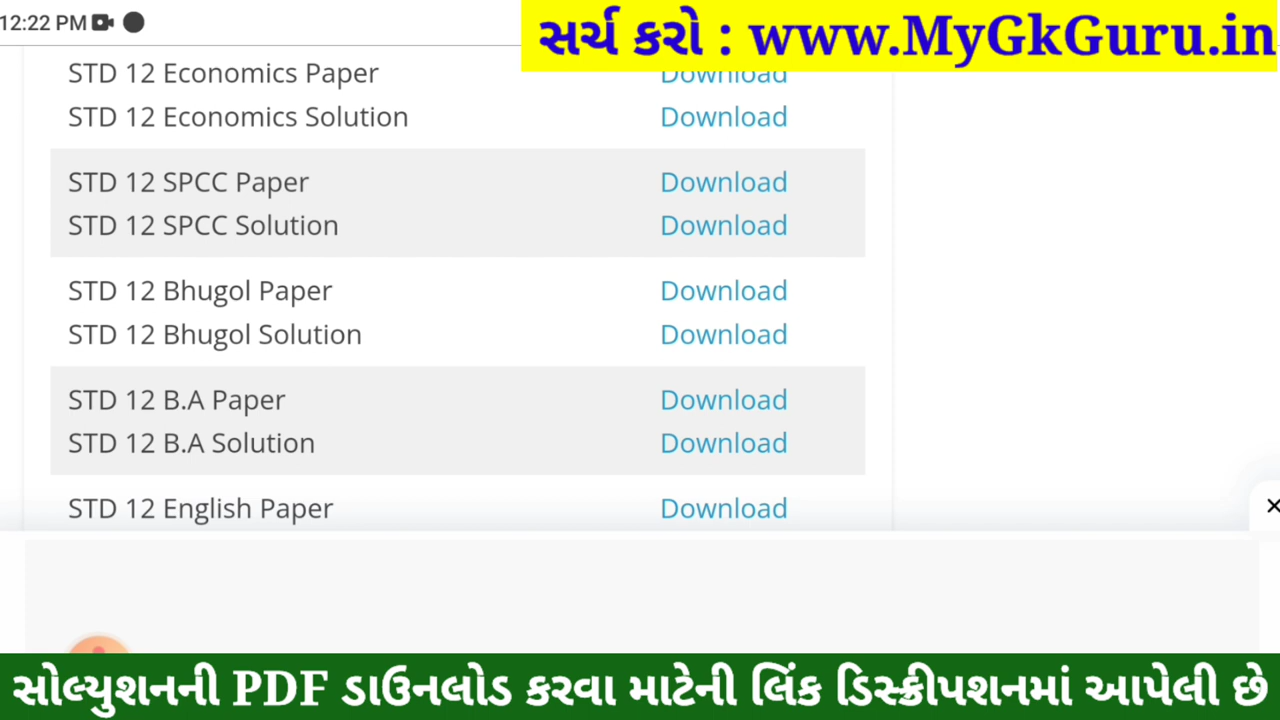 12:22 PM
સર્ચ કરો : www.MyGkGuru.in
STD 12 Economics Paper Download
STD 12 Economics Solution Download
STD 12 SPCC Paper Download
STD 12 SPCC Solution Download
STD 12 Bhugol Paper Download
STD 12 Bhugol Solution Download
STD 12 B.A Paper Download
STD 12 B.A Solution Download
STD 12 English Paper Download
સોલ્યુશનની PDF ડાઉનલોડ કરવા માટેની લિંક ડિસ્ક્રીપશનમાં આપેલી છે